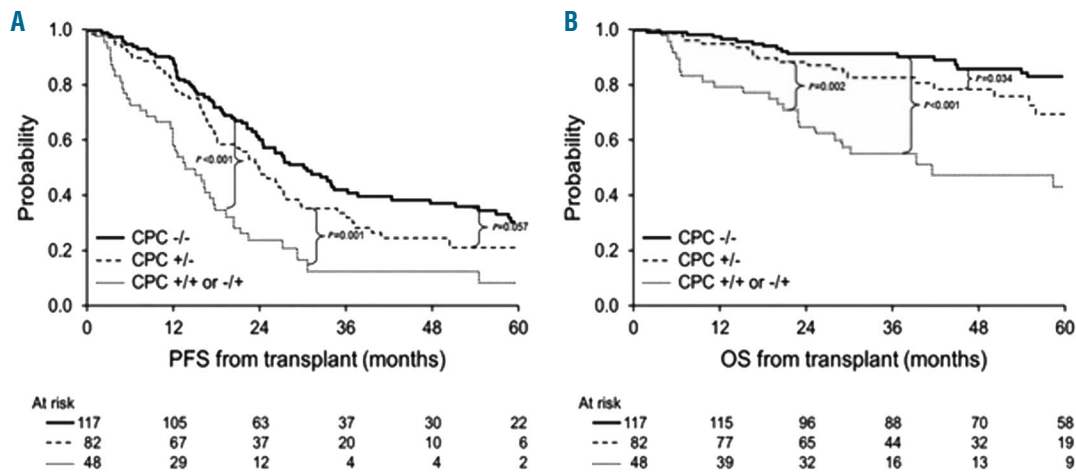 A
Probability
1.0
0.8
0.6
0.4
0.2
0.0
P<0.001
P=0.001
P=0.057
CPC -/-
CPC +/-
CPC +/+ or -/+
0 12 24 36 48 60
PFS from transplant (months)
At risk
117 105 63 37 30 22
82 67 37 20 10 6
48 29 12 4 4 2
B
Probability
1.0
0.8
0.6
0.4
0.2
0.0
P=0.002
P<0.001
P=0.034
CPC -/-
CPC +/-
CPC +/+ or -/+
0 12 24 36 48 60
OS from transplant (months)
At risk
117 115 96 88 70 58
82 77 65 44 32 19
48 39 32 16 13 9